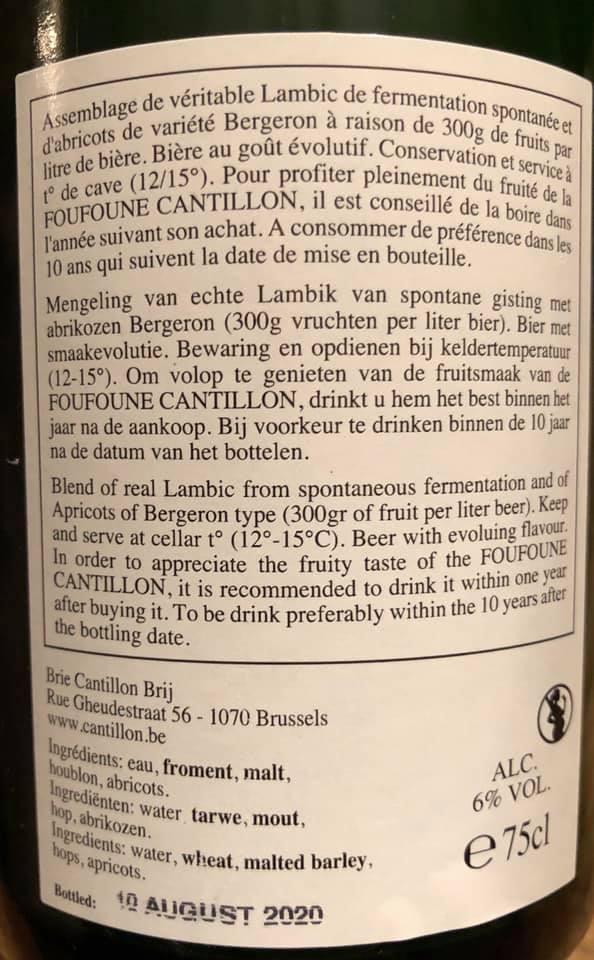 Assemblage de véritable Lambic de fermentation spontanée et
d'abricots de variété Bergeron à raison de 300g de fruits par
litre de bière. Bière au goût évolutif. Conservation et service à
t° de cave (12/15°). Pour profiter pleinement du fruité de la
FOUFOUNE CANTILLON, il est conseillé de la boire dans
l'année suivant son achat. A consommer de préférence dans les
10 ans qui suivent la date de mise en bouteille.
Mengeling van echte Lambik van spontane gisting met
abrikozen Bergeron (300g vruchten per liter bier). Bier met
smaakevolutie. Bewaring en opdienen bij keldertemperatuur
(12-15°). Om volop te genieten van de fruitsmaak van de
FOUFOUNE CANTILLON, drinkt u hem het best binnen het
jaar na de aankoop. Bij voorkeur te drinken binnen de 10 jaar
na de datum van het bottelen.
Blend of real Lambic from spontaneous fermentation and of
Apricots of Bergeron type (300gr of fruit per liter beer). Keep
and serve at cellar t° (12°-15°C). Beer with evoluing flavour.
In order to appreciate the fruity taste of the FOUFOUNE
CANTILLON, it is recommended to drink it within one year
after buying it. To be drink preferably within the 10 years after
the bottling date.
Brie Cantillon Brij
Rue Gheudestraat 56 - 1070 Brussels
www.cantillon.be
Ingrédients: eau, froment, malt,
houblon, abricots.
Ingrediënten: water tarwe, mout,
hop, abrikozen.
Ingredients: water, wheat, malted barley,
hops, apricots.
ALC.
6% VOL.
e 75cl
Bottled: 10 AUGUST 2020